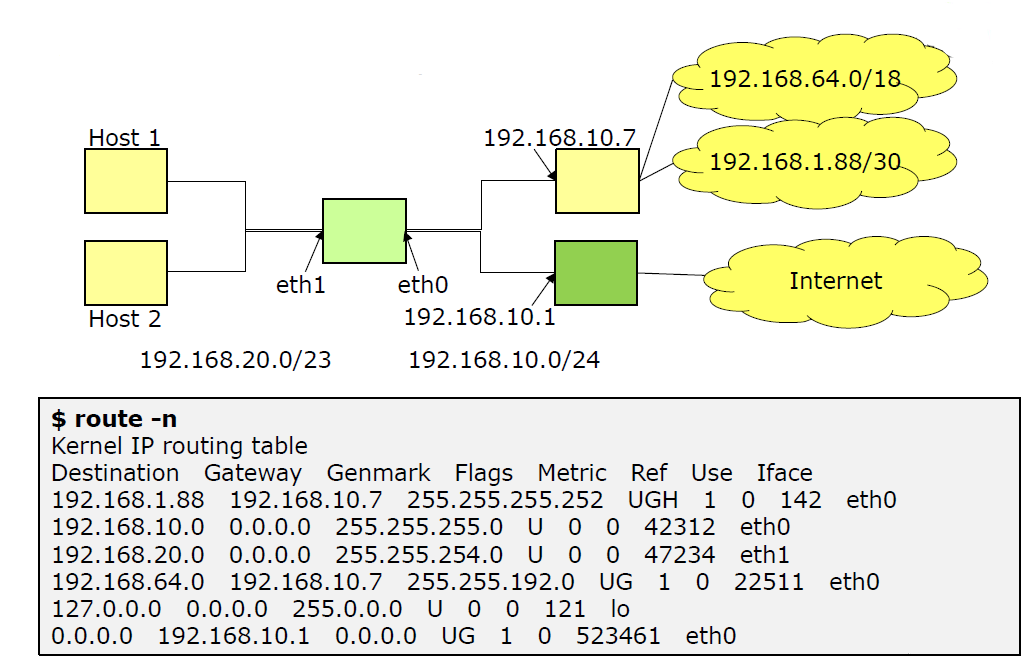 192.168.64.0/18
Host 1
192.168.10.7
192.168.1.88/30
eth1
eth0
Internet
Host 2
192.168.10.1
192.168.20.0/23
192.168.10.0/24
$ route –n
Kernel IP routing table
Destination Gateway Genmark Flags Metric Ref Use Iface
192.168.1.88 192.168.10.7 255.255.255.252 UGH 1 0 142 eth0
192.168.10.0 0.0.0.0 255.255.255.0 U 0 0 42312 eth0
192.168.20.0 0.0.0.0 255.255.254.0 U 0 0 47234 eth1
192.168.64.0 192.168.10.7 255.255.192.0 UG 1 0 22511 eth0
127.0.0.0 0.0.0.0 255.0.0.0 U 0 0 121 lo
0.0.0.0 192.168.10.1 0.0.0.0 UG 1 0 523461 eth0